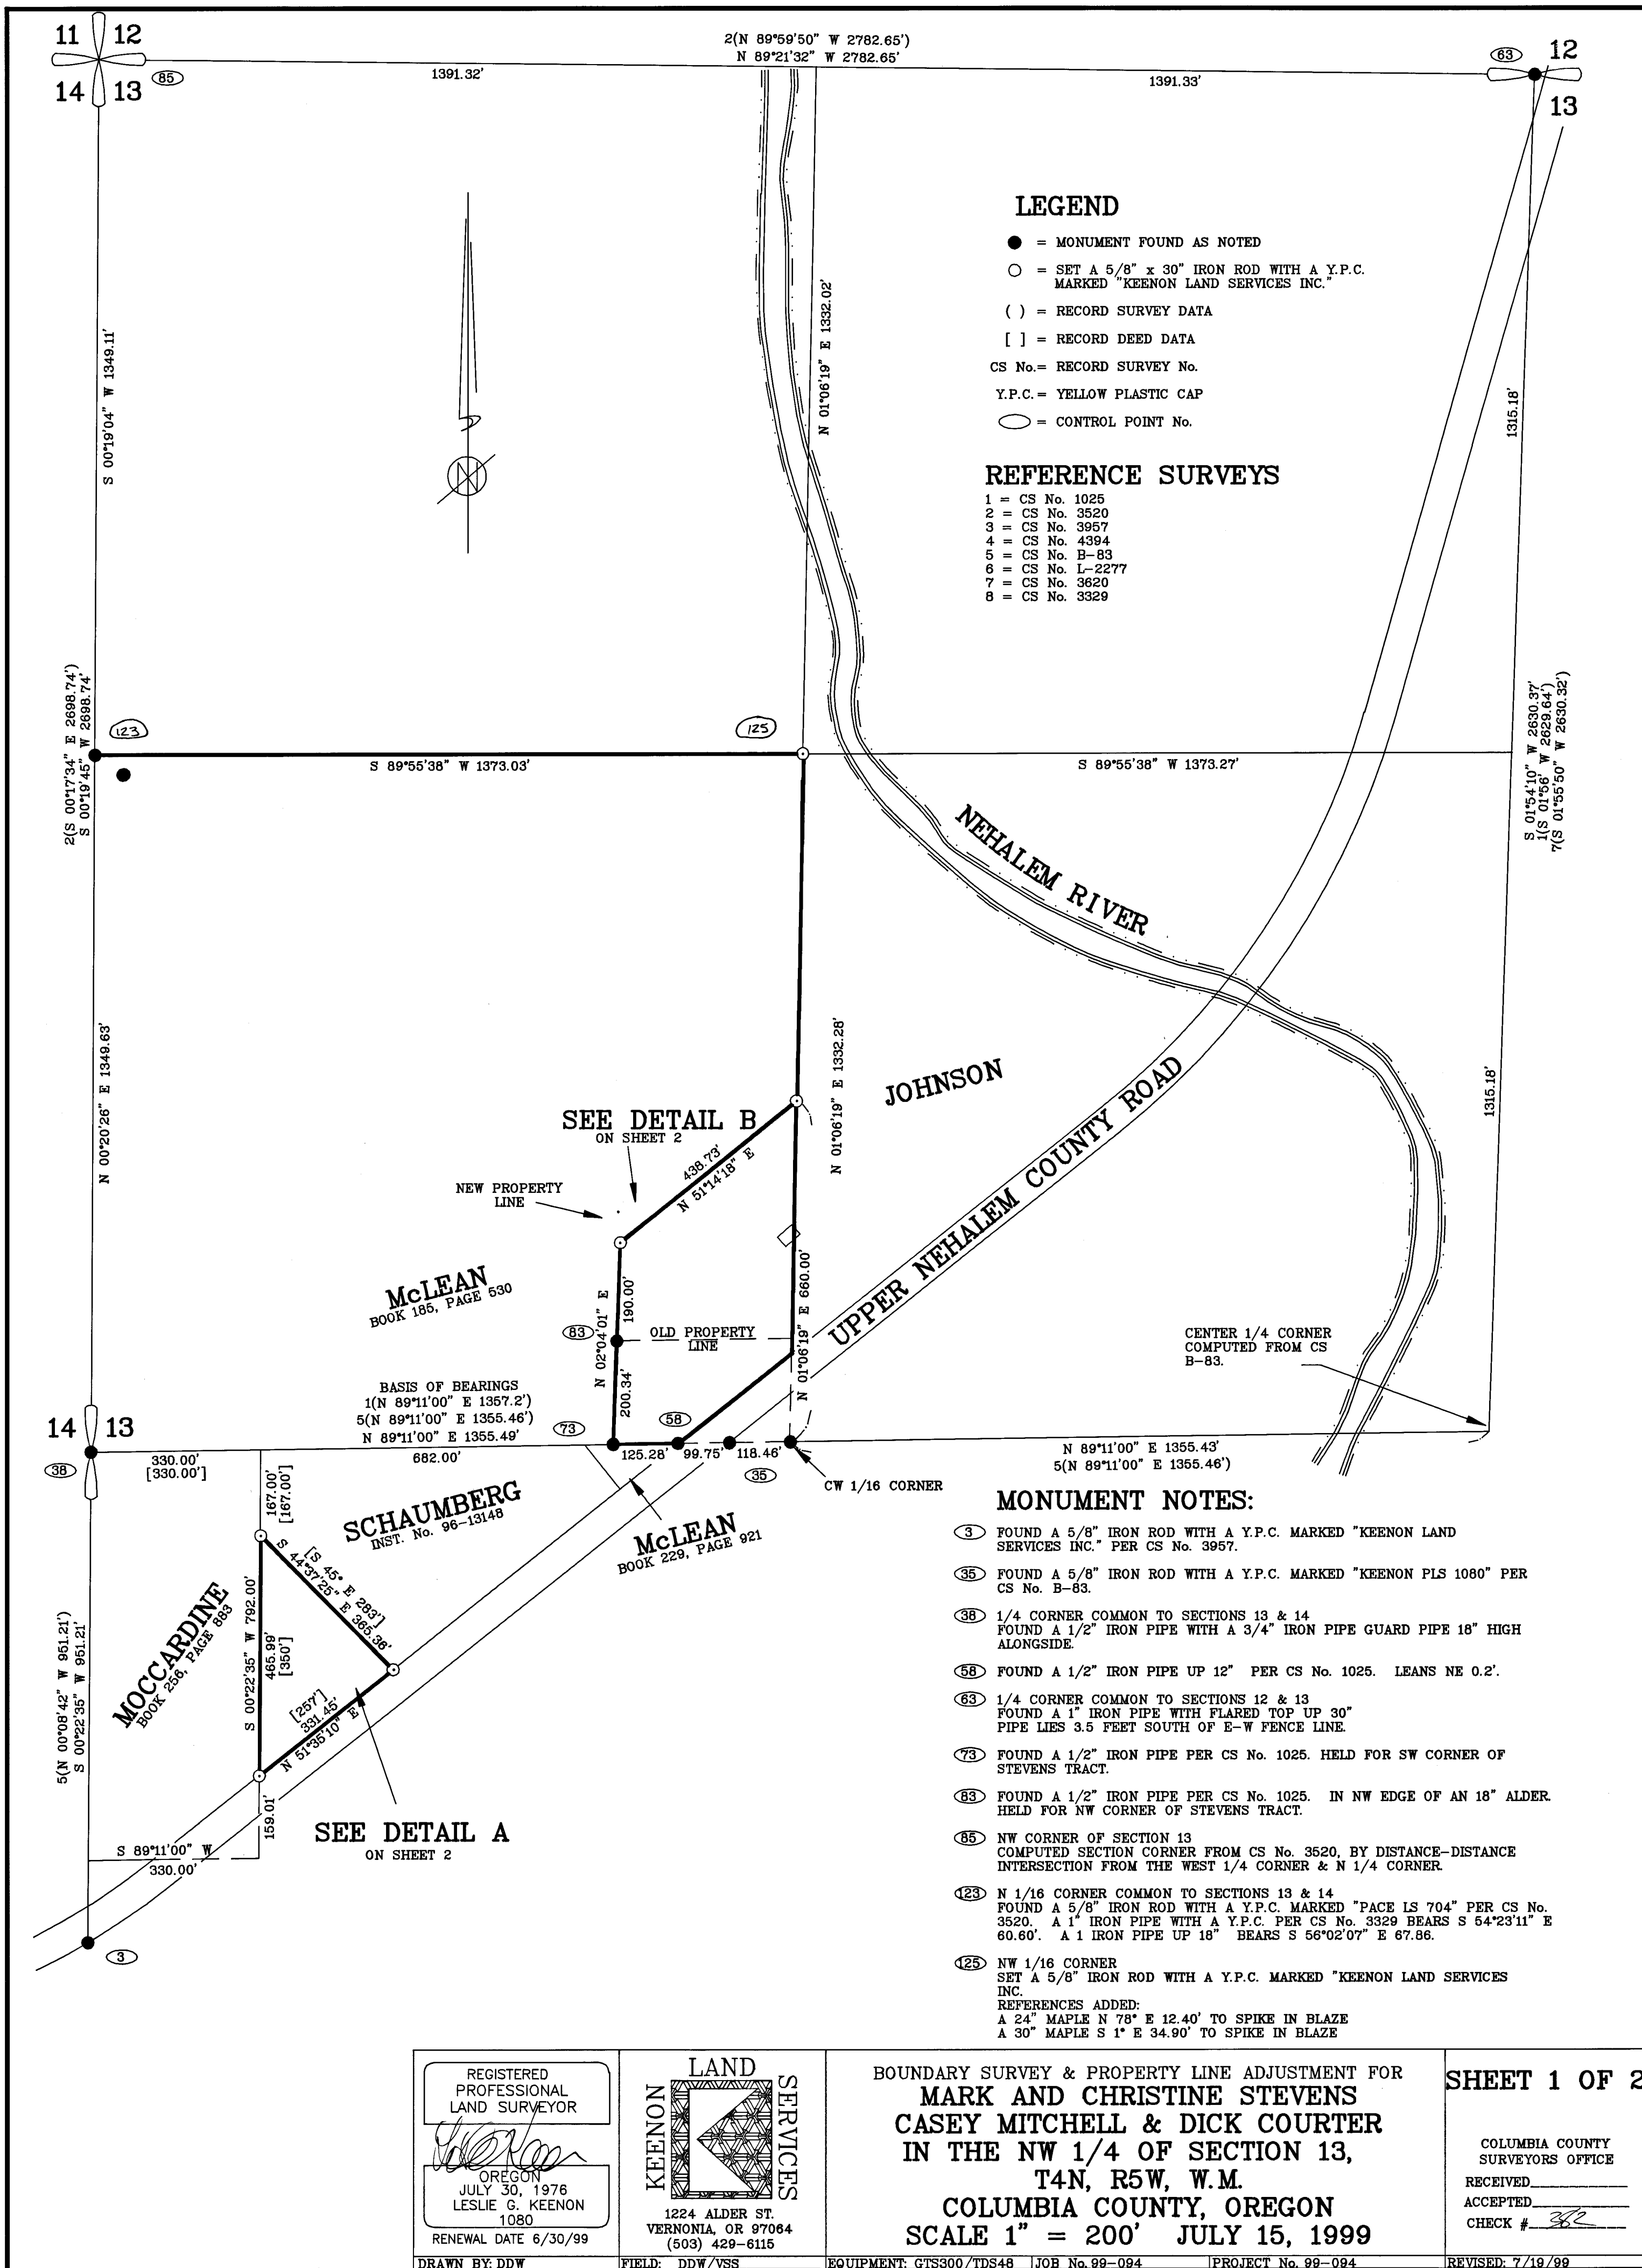 11 12
14 13
85
2(N 89°59'50" W 2782.65')
N 89°21'32" W 2782.65'
1391.32'
1391.33'
63
12
13
LEGEND
● = MONUMENT FOUND AS NOTED
○ = SET A 5/8" x 30" IRON ROD WITH A Y.P.C.
MARKED "KEENON LAND SERVICES INC."
( ) = RECORD SURVEY DATA
[ ] = RECORD DEED DATA
CS No.= RECORD SURVEY No.
Y.P.C.= YELLOW PLASTIC CAP
= CONTROL POINT No.
REFERENCE SURVEYS
1 = CS No. 1025
2 = CS No. 3520
3 = CS No. 3957
4 = CS No. 4394
5 = CS No. B-83
6 = CS No. L-2277
7 = CS No. 3620
8 = CS No. 3329
S 00°19'04" W 1349.11'
N 01°06'19" E 1332.02'
1315.18'
N
2(S 00°17'34" E 2698.74')
S 00°19'45" W 2698.74'
123
125
S 89°55'38" W 1373.03'
S 89°55'38" W 1373.27'
S 01°54'10" W 2630.37'
1(S 01°56' W 2629.64')
7(S 01°55'50" W 2630.32')
NEHALEM RIVER
N 00°20'26" E 1349.63'
N 01°06'19" E 1332.28'
JOHNSON
1315.18'
UPPER NEHALEM COUNTY ROAD
SEE DETAIL B
ON SHEET 2
438.73'
N 51°14'18" E
NEW PROPERTY
LINE
McLEAN
BOOK 185, PAGE 530
N 02°04'01" E
190.00'
83
OLD PROPERTY
LINE
N 01°06'19" E 660.00'
200.34'
CENTER 1/4 CORNER
COMPUTED FROM CS
B-83.
BASIS OF BEARINGS
1(N 89°11'00" E 1357.2')
5(N 89°11'00" E 1355.46')
N 89°11'00" E 1355.49'
682.00'
73
58
14 13
38
330.00'
[330.00']
125.28'
99.75'
118.46'
35
CW 1/16 CORNER
N 89°11'00" E 1355.43'
5(N 89°11'00" E 1355.46')
167.00'
[167.00']
SCHAUMBERG
INST. No. 96-13148
McLEAN
BOOK 229, PAGE 921
[S 45° E 283']
S 44°37'25" E 365.38'
MOCCARDINE
BOOK 256, PAGE 883
S 00°22'35" W 792.00'
465.99'
[350']
[257']
331.45'
N 51°35'10" E
5(N 00°08'42" W 951.21')
S 00°22'35" W 951.21'
159.01'
S 89°11'00" W
330.00'
SEE DETAIL A
ON SHEET 2
3
MONUMENT NOTES:
3 FOUND A 5/8" IRON ROD WITH A Y.P.C. MARKED "KEENON LAND
SERVICES INC." PER CS No. 3957.
35 FOUND A 5/8" IRON ROD WITH A Y.P.C. MARKED "KEENON PLS 1080" PER
CS No. B-83.
38 1/4 CORNER COMMON TO SECTIONS 13 & 14
FOUND A 1/2" IRON PIPE WITH A 3/4" IRON PIPE GUARD PIPE 18" HIGH
ALONGSIDE.
58 FOUND A 1/2" IRON PIPE UP 12" PER CS No. 1025. LEANS NE 0.2'.
63 1/4 CORNER COMMON TO SECTIONS 12 & 13
FOUND A 1" IRON PIPE WITH FLARED TOP UP 30"
PIPE LIES 3.5 FEET SOUTH OF E-W FENCE LINE.
73 FOUND A 1/2" IRON PIPE PER CS No. 1025. HELD FOR SW CORNER OF
STEVENS TRACT.
83 FOUND A 1/2" IRON PIPE PER CS No. 1025. IN NW EDGE OF AN 18" ALDER.
HELD FOR NW CORNER OF STEVENS TRACT.
85 NW CORNER OF SECTION 13
COMPUTED SECTION CORNER FROM CS No. 3520, BY DISTANCE-DISTANCE
INTERSECTION FROM THE WEST 1/4 CORNER & N 1/4 CORNER.
123 N 1/16 CORNER COMMON TO SECTIONS 13 & 14
FOUND A 5/8" IRON ROD WITH A Y.P.C. MARKED "PACE LS 704" PER CS No.
3520. A 1" IRON PIPE WITH A Y.P.C. PER CS No. 3329 BEARS S 54°23'11" E
60.60'. A 1 IRON PIPE UP 18" BEARS S 56°02'07" E 67.86.
125 NW 1/16 CORNER
SET A 5/8" IRON ROD WITH A Y.P.C. MARKED "KEENON LAND SERVICES
INC.
REFERENCES ADDED:
A 24" MAPLE N 78° E 12.40' TO SPIKE IN BLAZE
A 30" MAPLE S 1° E 34.90' TO SPIKE IN BLAZE
REGISTERED
PROFESSIONAL
LAND SURVEYOR
OREGON
JULY 30, 1976
LESLIE G. KEENON
1080
RENEWAL DATE 6/30/99
KEENON LAND SERVICES
1224 ALDER ST.
VERNONIA, OR 97064
(503) 429-6115
BOUNDARY SURVEY & PROPERTY LINE ADJUSTMENT FOR
MARK AND CHRISTINE STEVENS
CASEY MITCHELL & DICK COURTER
IN THE NW 1/4 OF SECTION 13,
T4N, R5W, W.M.
COLUMBIA COUNTY, OREGON
SCALE 1" = 200' JULY 15, 1999
SHEET 1 OF 2
COLUMBIA COUNTY
SURVEYORS OFFICE
RECEIVED
ACCEPTED
CHECK # 382
DRAWN BY: DDW
FIELD: DDW/VSS
EQUIPMENT: GTS300/TDS48
JOB No. 99-094
PROJECT No. 99-094
REVISED: 7/19/99